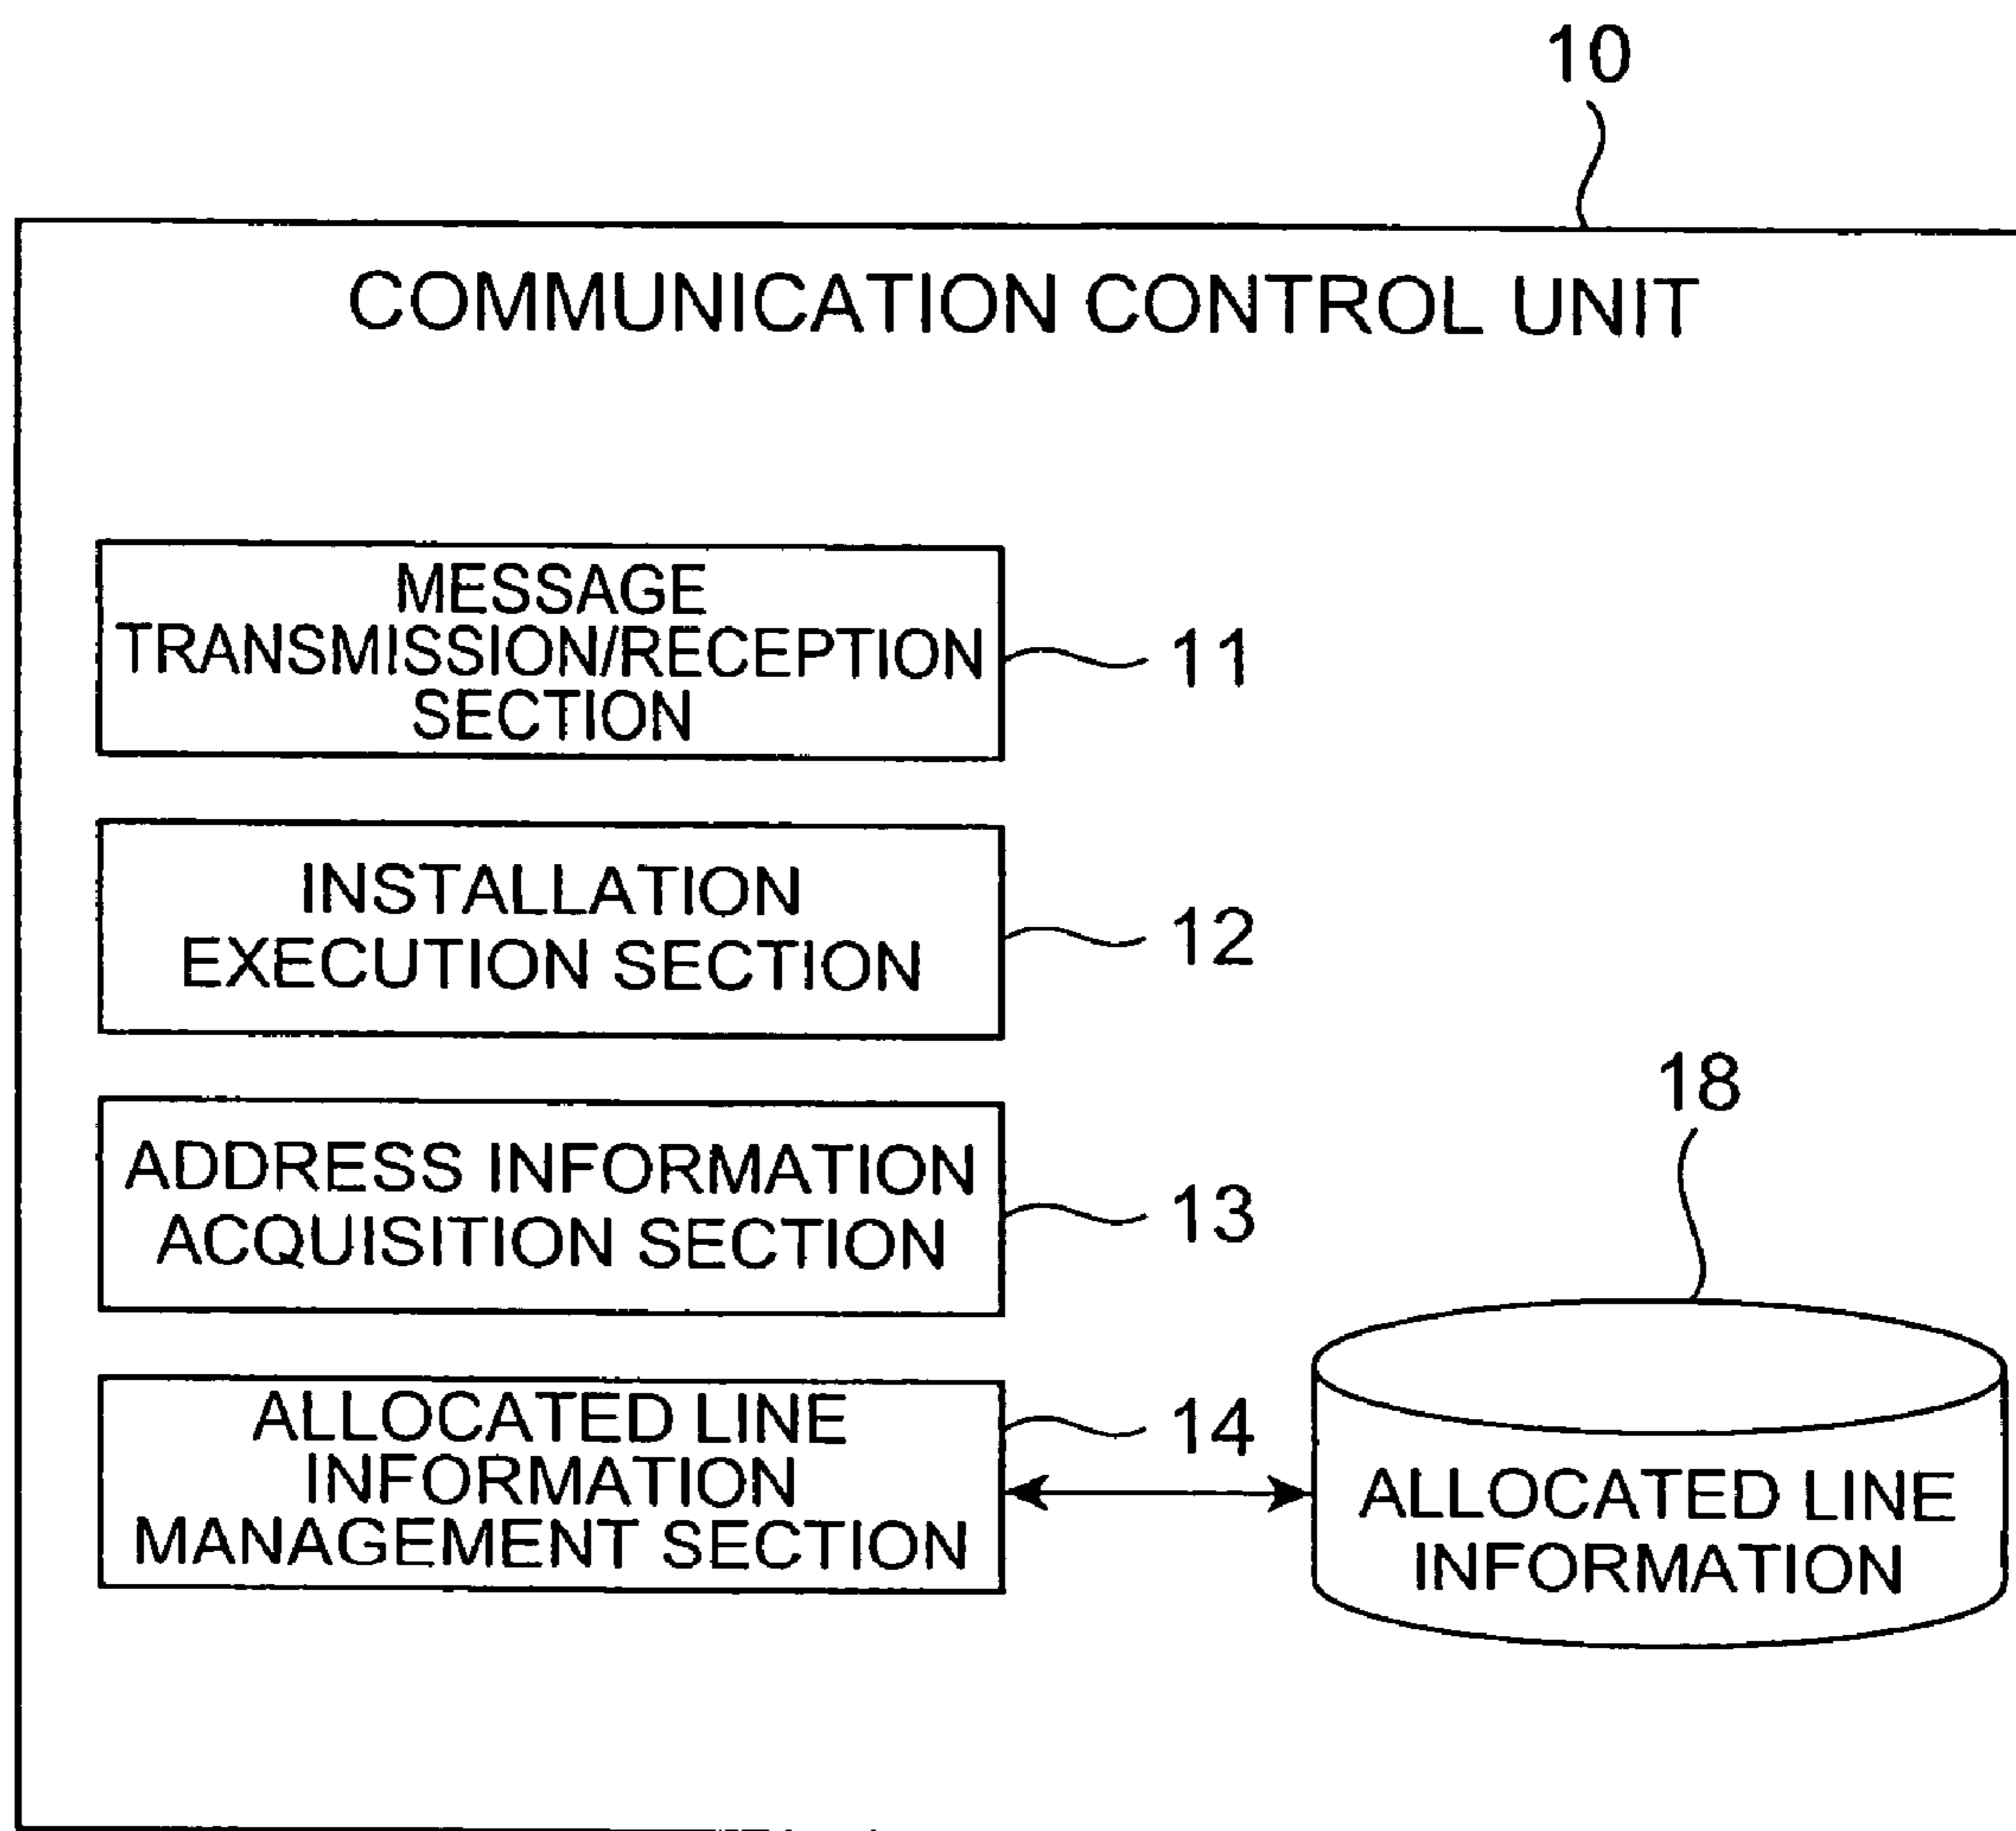 10
COMMUNICATION CONTROL UNIT
MESSAGE
TRANSMISSION/RECEPTION
SECTION
11
INSTALLATION
EXECUTION SECTION
12
ADDRESS INFORMATION
ACQUISITION SECTION
13
18
ALLOCATED LINE
INFORMATION
MANAGEMENT SECTION
14
ALLOCATED LINE
INFORMATION